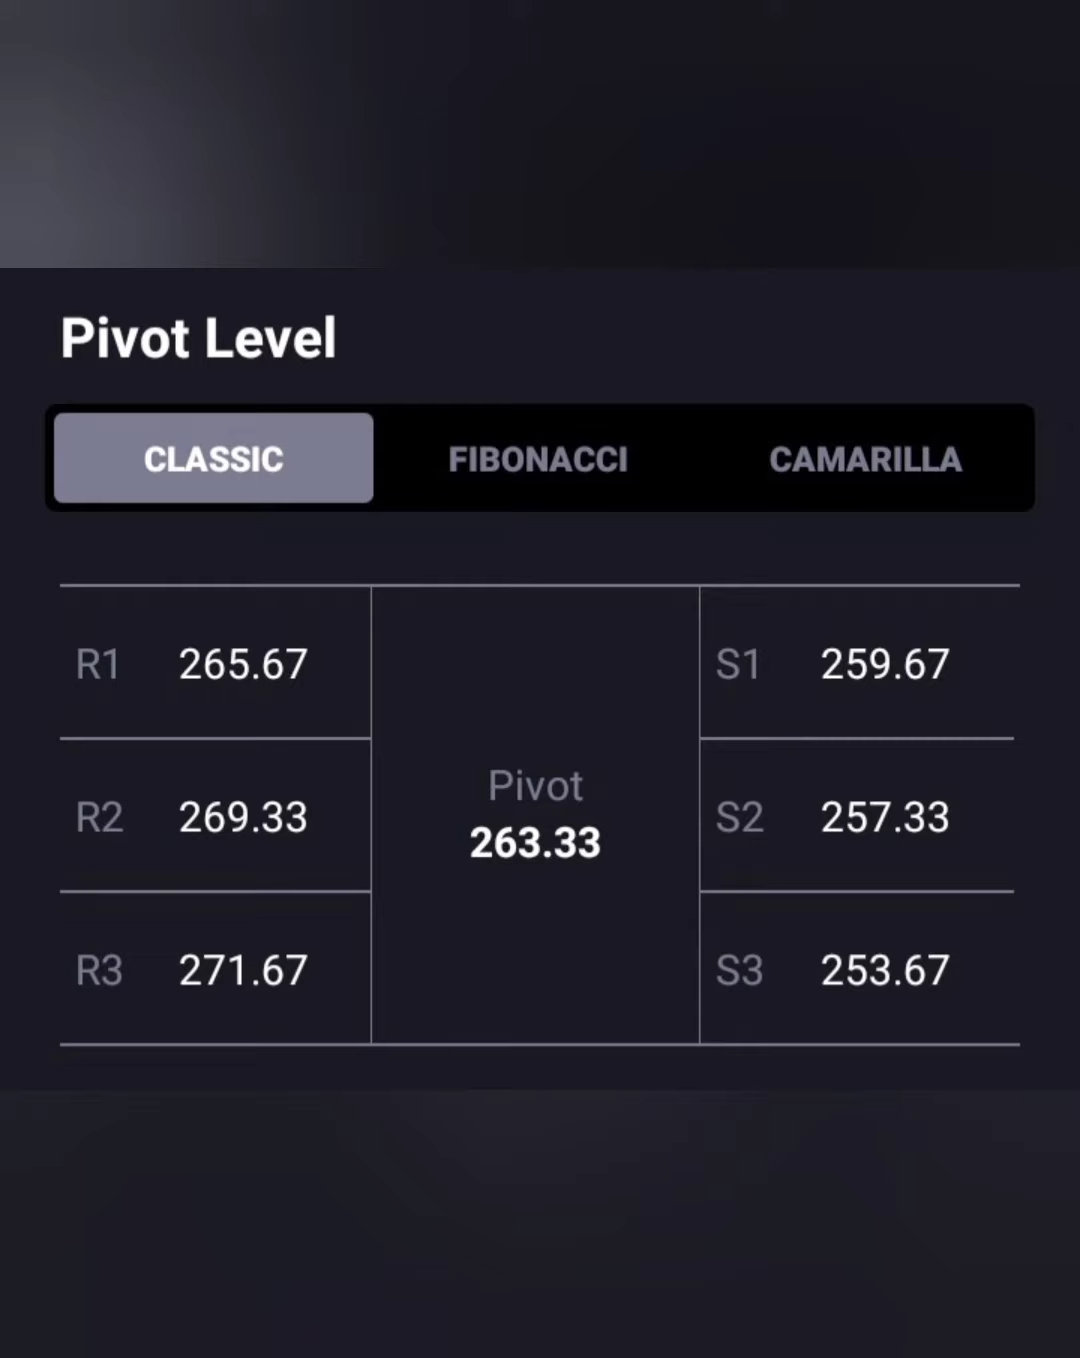 Pivot Level
CLASSIC FIBONACCI CAMARILLA
R1 265.67
R2 269.33
R3 271.67
Pivot
263.33
S1 259.67
S2 257.33
S3 253.67